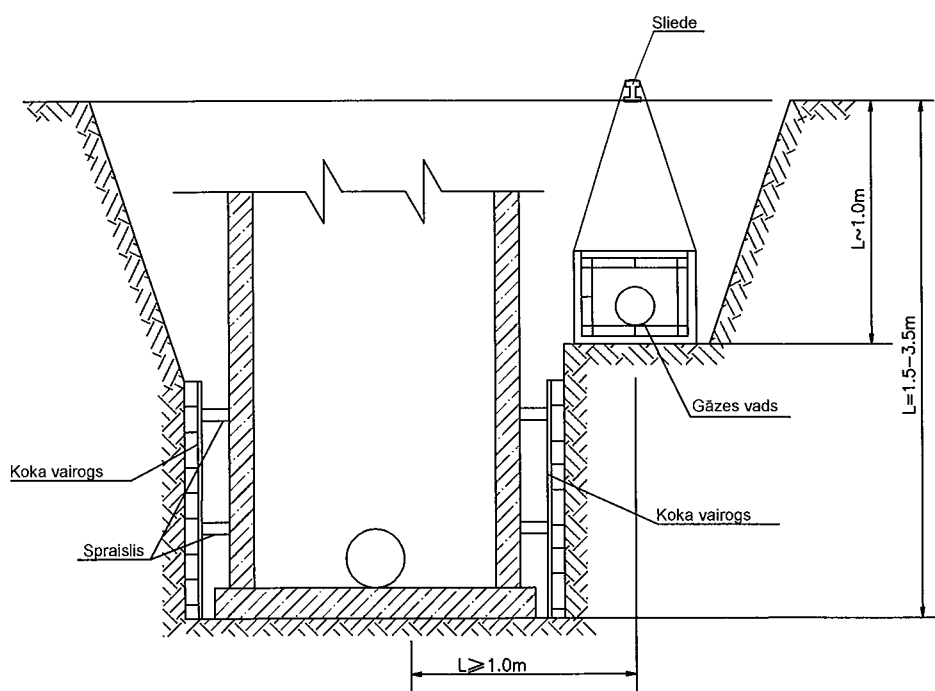 Sliede
L~1.0m
L=1.5-3.5m
Gāzes vads
Koka vairogs
Koka vairogs
Spraislis
L⩾1.0m